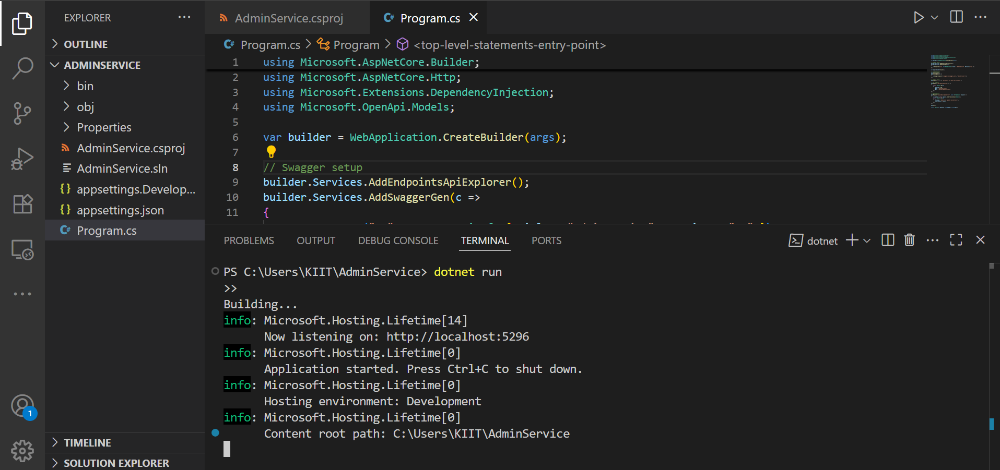 EXPLORER
OUTLINE
ADMINSERVICE
bin
obj
Properties
AdminService.csproj
AdminService.sln
appsettings.Develop...
appsettings.json
C# Program.cs
TIMELINE
SOLUTION EXPLORER
1
AdminService.csproj
C# Program.cs
C# Program.cs > Program > <top-level-statements-entry-point>
1 using Microsoft.AspNetCore.Builder;
2 using Microsoft.AspNetCore.Http;
3 using Microsoft.Extensions.DependencyInjection;
4 using Microsoft.OpenApi.Models;
5
6 var builder = WebApplication.CreateBuilder(args);
7
8 // Swagger setup
9 builder.Services.AddEndpointsApiExplorer();
10 builder.Services.AddSwaggerGen(c =>
11 {
PROBLEMS OUTPUT DEBUG CONSOLE TERMINAL PORTS
dotnet
PS C:\Users\KIIT\AdminService> dotnet run
>>
Building...
info: Microsoft.Hosting.Lifetime[14]
Now listening on: http://localhost:5296
info: Microsoft.Hosting.Lifetime[0]
Application started. Press Ctrl+C to shut down.
info: Microsoft.Hosting.Lifetime[0]
Hosting environment: Development
info: Microsoft.Hosting.Lifetime[0]
Content root path: C:\Users\KIIT\AdminService